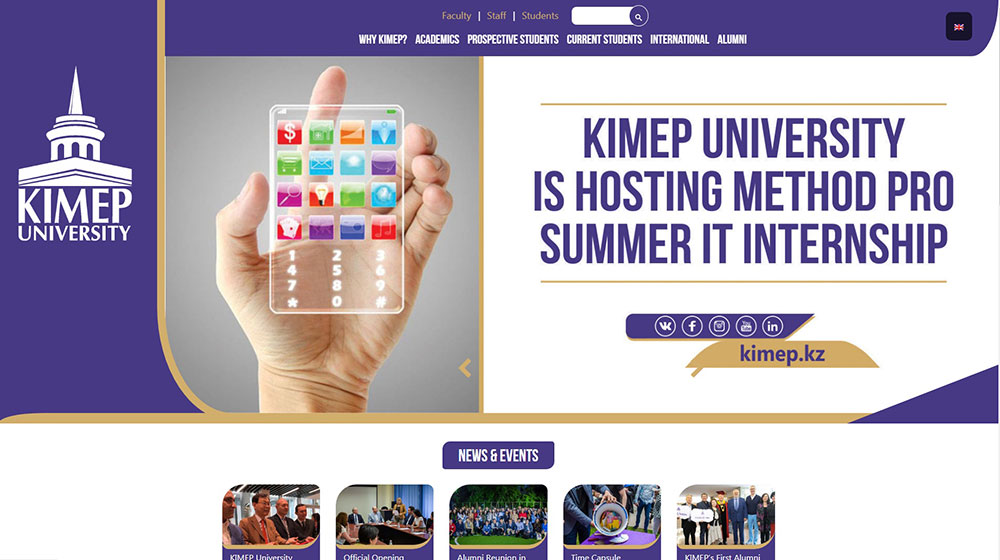 Faculty | Staff | Students
WHY KIMEP? ACADEMICS PROSPECTIVE STUDENTS CURRENT STUDENTS INTERNATIONAL ALUMNI
KIMEP
UNIVERSITY
$
1 2 3
4 5 6
7 8 9
* 0 #
KIMEP UNIVERSITY
IS HOSTING METHOD PRO
SUMMER IT INTERNSHIP
kimep.kz
NEWS & EVENTS
KIMEP University
Official Opening
Alumni Reunion in
Time Capsule
KIMEP's First Alumni